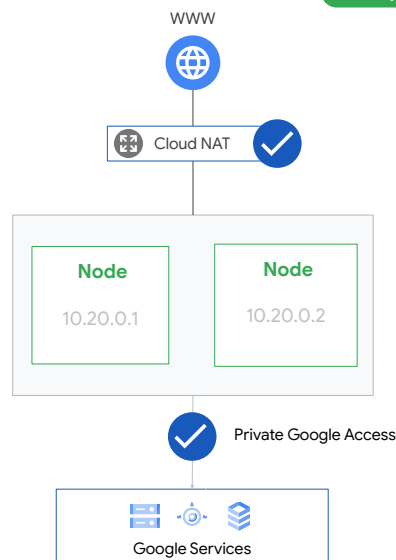 WWW
Cloud NAT
Node
Node
10.20.0.1
10.20.0.2
Private Google Access
Google Services